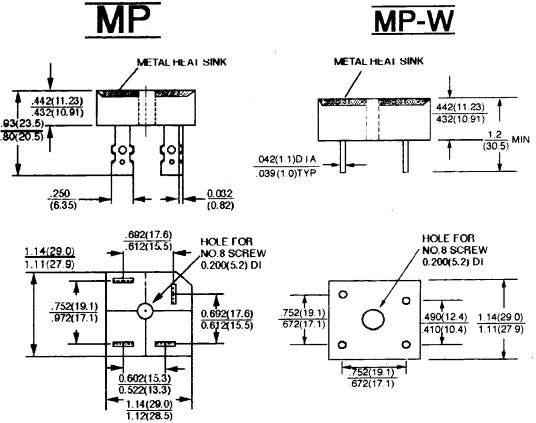 MP
MP-W
METAL HEAT SINK
METAL HEAT SINK
.442(11.23)
.432(10.91)
.93(23.5)
.80(20.5)
.250
(6.35)
0.032
(0.82)
.442(11.23)
.432(10.91)
1.2
(30.5)
MIN
.042(1.1)DIA
.039(1.0)TYP
.692(17.6)
.612(15.5)
HOLE FOR
NO.8 SCREW
0.200(5.2) DI
1.14(29.0)
1.11(27.9)
.752(19.1)
.972(17.1)
0.692(17.6)
0.612(15.5)
0.602(15.3)
0.522(13.3)
1.14(29.0)
1.12(28.5)
HOLE FOR
NO.8 SCREW
0.200(5.2) DI
.752(19.1)
.672(17.1)
.490(12.4)
.410(10.4)
1.14(29.0)
1.11(27.9)
.752(19.1)
.672(17.1)